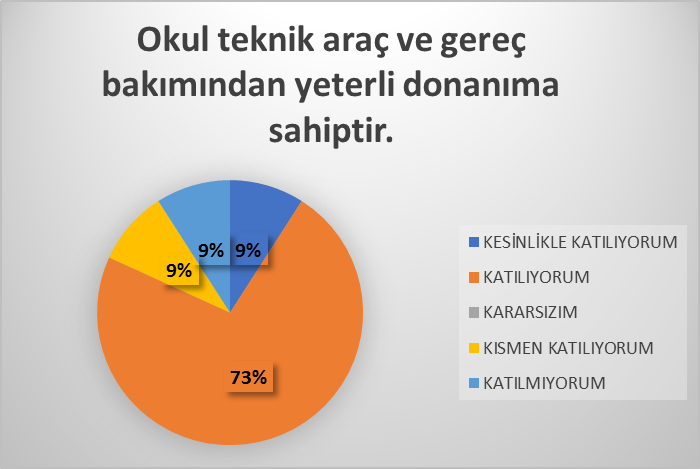 Okul teknik araç ve gereç
bakımından yeterli donanıma
sahiptir.
9%
9%
9%
73%
KESİNLİKLE KATILIYORUM
KATILIYORUM
KARARSIZIM
KISMEN KATILIYORUM
KATILMIYORUM